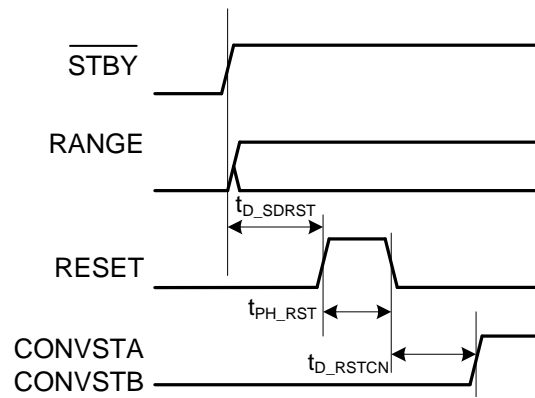 STBY
RANGE
tD_SDRST
RESET
tPH_RST
CONVSTA
CONVSTB
tD_RSTCN